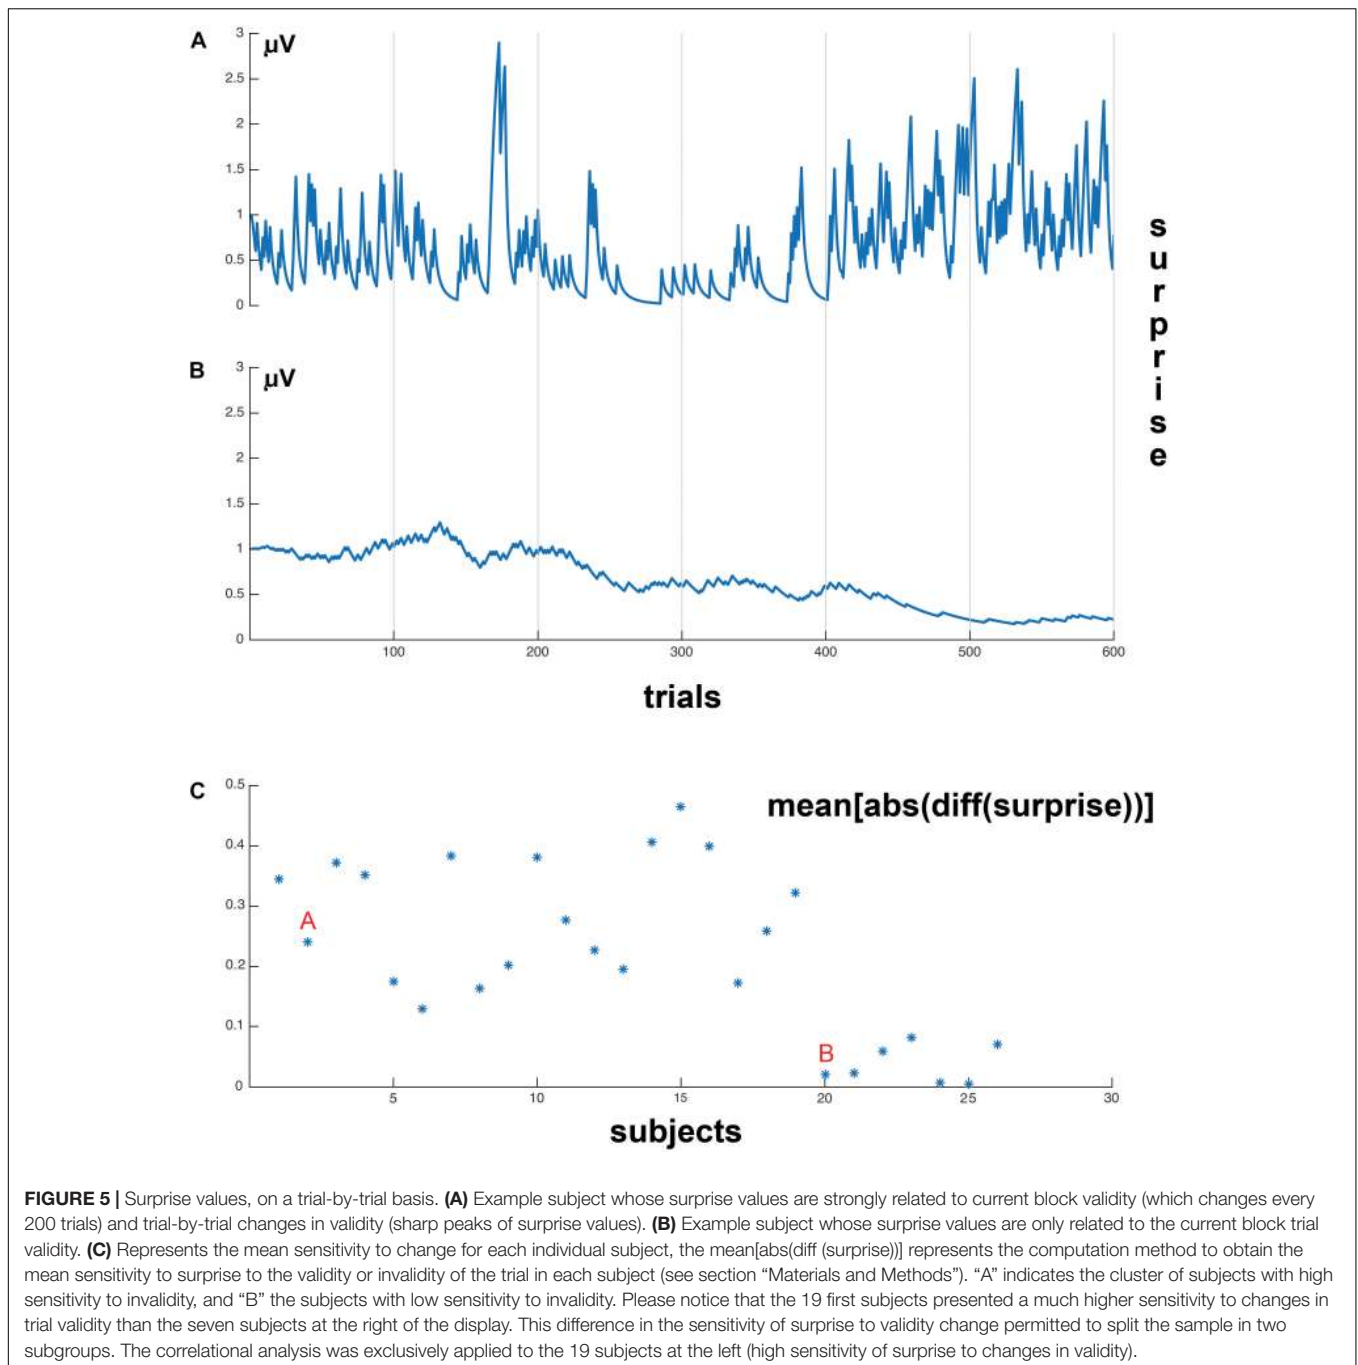 A
µV
3
2.5
2
1.5
1
0.5
0
surprise
B
µV
3
2.5
2
1.5
1
0.5
0
100 200 300 400 500 600
trials
C
mean[abs(diff(surprise))]
0.5
0.4
0.3
0.2
0.1
0
A
B
5 10 15 20 25 30
subjects
FIGURE 5 | Surprise values, on a trial-by-trial basis. (A) Example subject whose surprise values are strongly related to current block validity (which changes every
200 trials) and trial-by-trial changes in validity (sharp peaks of surprise values). (B) Example subject whose surprise values are only related to the current block trial
validity. (C) Represents the mean sensitivity to change for each individual subject, the mean[abs(diff (surprise))] represents the computation method to obtain the
mean sensitivity to surprise to the validity or invalidity of the trial in each subject (see section “Materials and Methods”). “A” indicates the cluster of subjects with high
sensitivity to invalidity, and “B” the subjects with low sensitivity to invalidity. Please notice that the 19 first subjects presented a much higher sensitivity to changes in
trial validity than the seven subjects at the right of the display. This difference in the sensitivity of surprise to validity change permitted to split the sample in two
subgroups. The correlational analysis was exclusively applied to the 19 subjects at the left (high sensitivity of surprise to changes in validity).